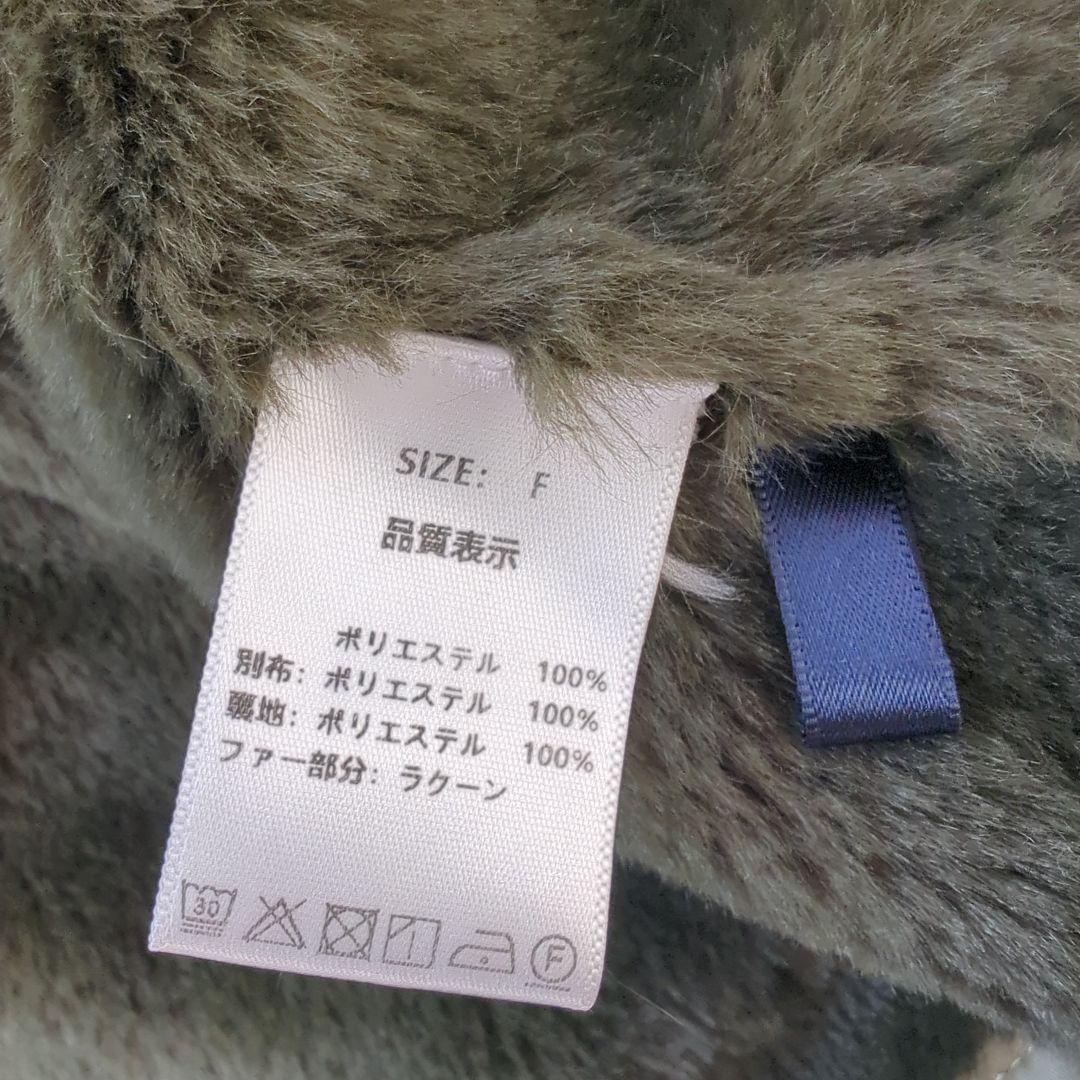 SIZE: F
品質表示
ポリエステル 100%
別布: ポリエステル 100%
裏地: ポリエステル 100%
ファー部分: ラクーン
30
F